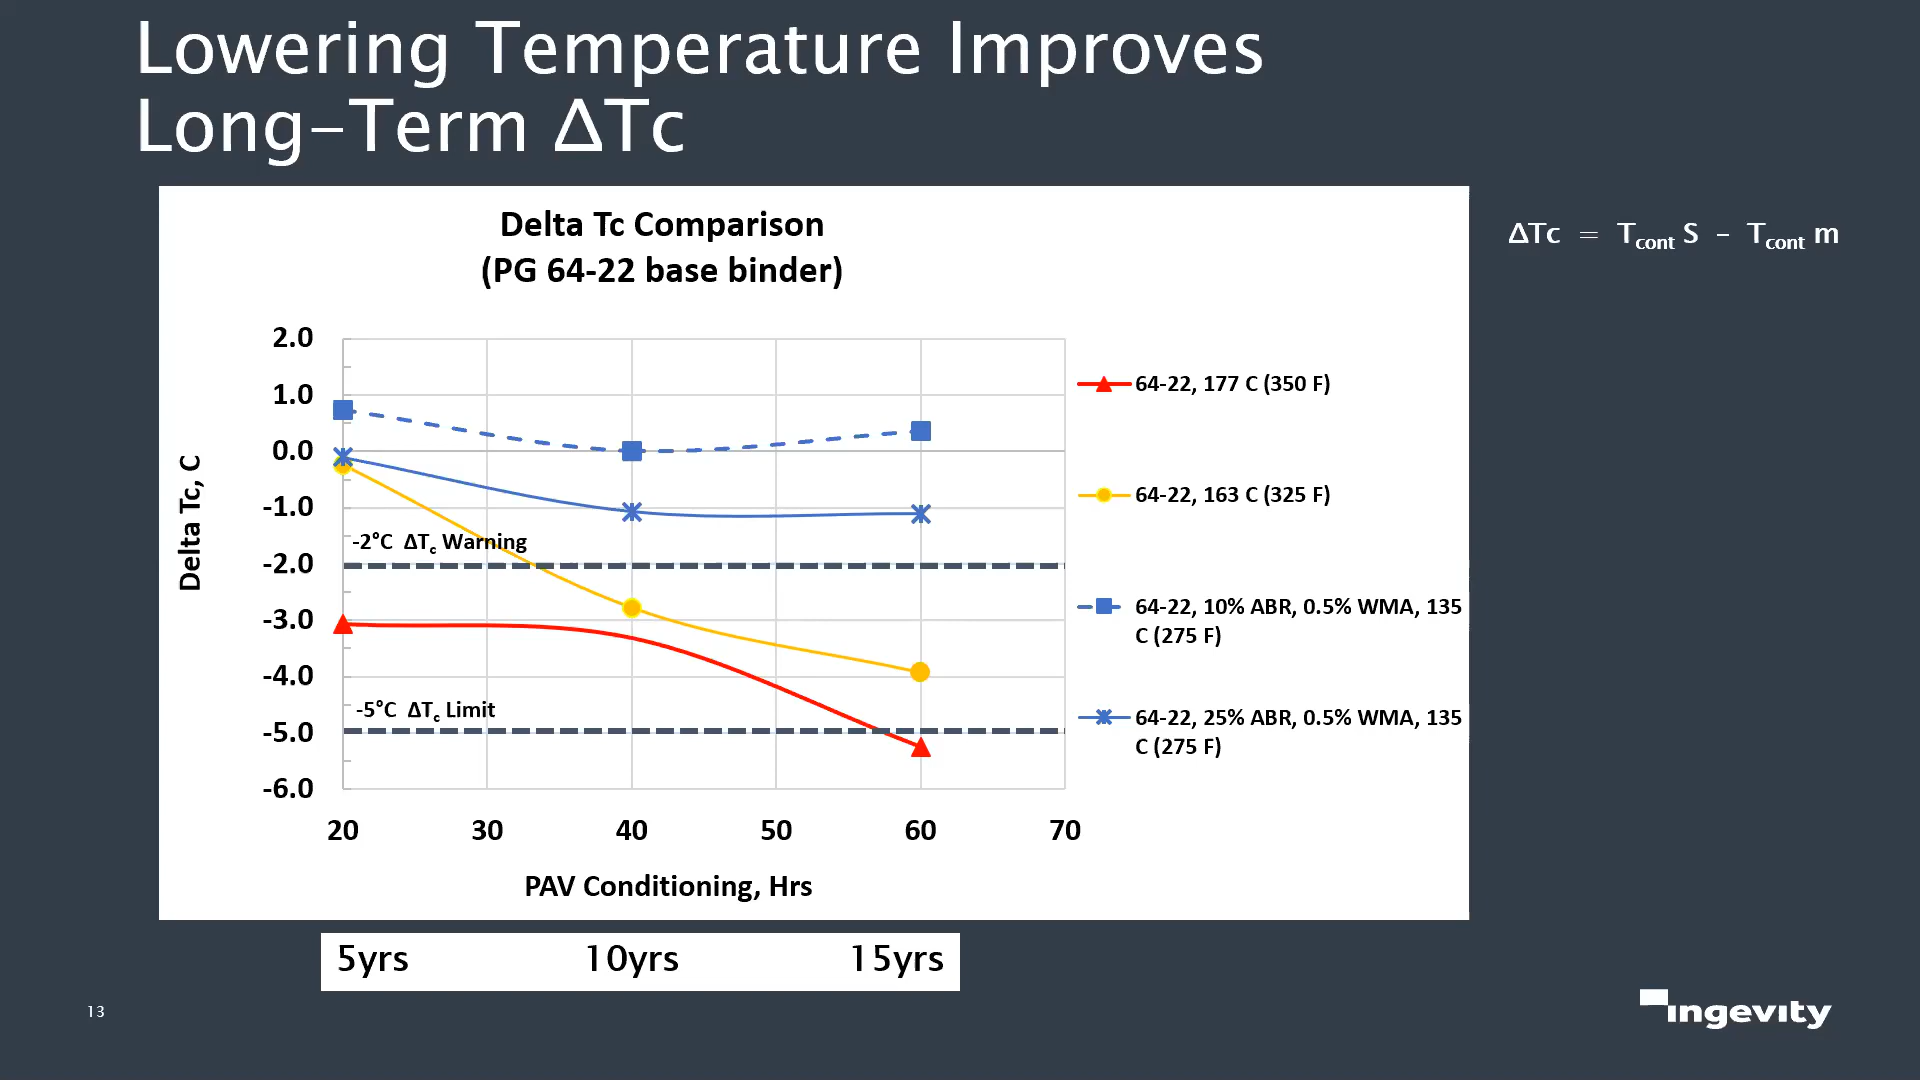 Lowering Temperature Improves
Long-Term ΔTc
Delta Tc Comparison
(PG 64-22 base binder)
ΔTc = Tcont S – Tcont m
2.0
1.0
0.0
-1.0
-2.0
-3.0
-4.0
-5.0
-6.0
Delta Tc, C
-2°C ΔTc Warning
-5°C ΔTc Limit
20 30 40 50 60 70
PAV Conditioning, Hrs
64-22, 177 C (350 F)
64-22, 163 C (325 F)
64-22, 10% ABR, 0.5% WMA, 135
C (275 F)
64-22, 25% ABR, 0.5% WMA, 135
C (275 F)
5yrs 10yrs 15yrs
13
ingevity